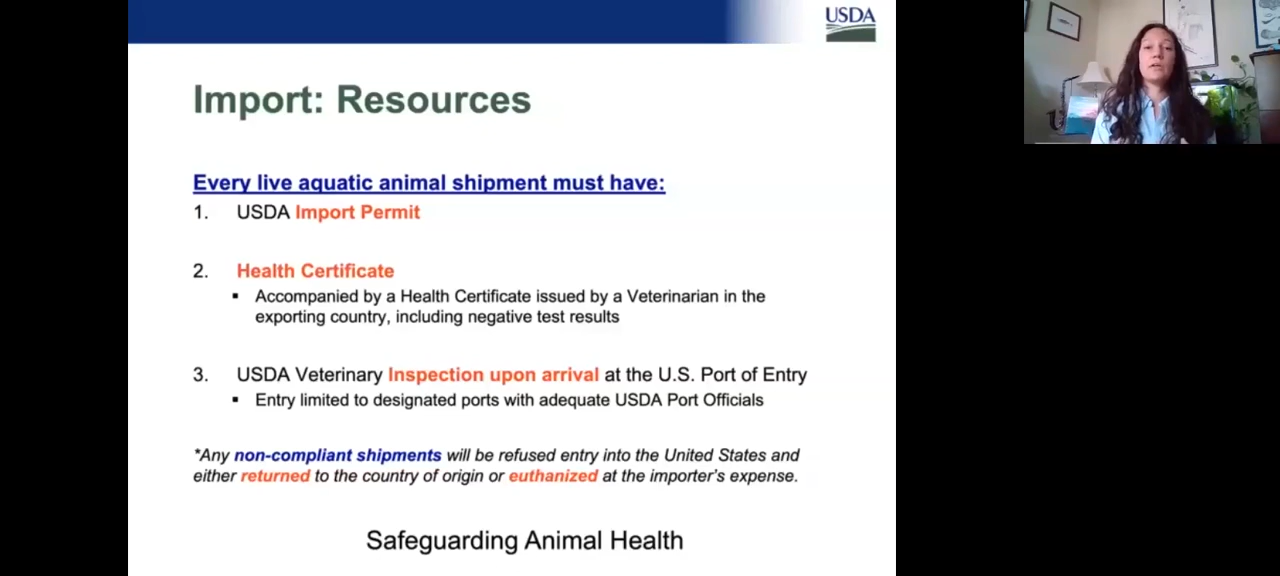 USDA
Import: Resources
Every live aquatic animal shipment must have:
1. USDA Import Permit
2. Health Certificate
▪ Accompanied by a Health Certificate issued by a Veterinarian in the
exporting country, including negative test results
3. USDA Veterinary Inspection upon arrival at the U.S. Port of Entry
▪ Entry limited to designated ports with adequate USDA Port Officials
*Any non-compliant shipments will be refused entry into the United States and
either returned to the country of origin or euthanized at the importer's expense.
Safeguarding Animal Health